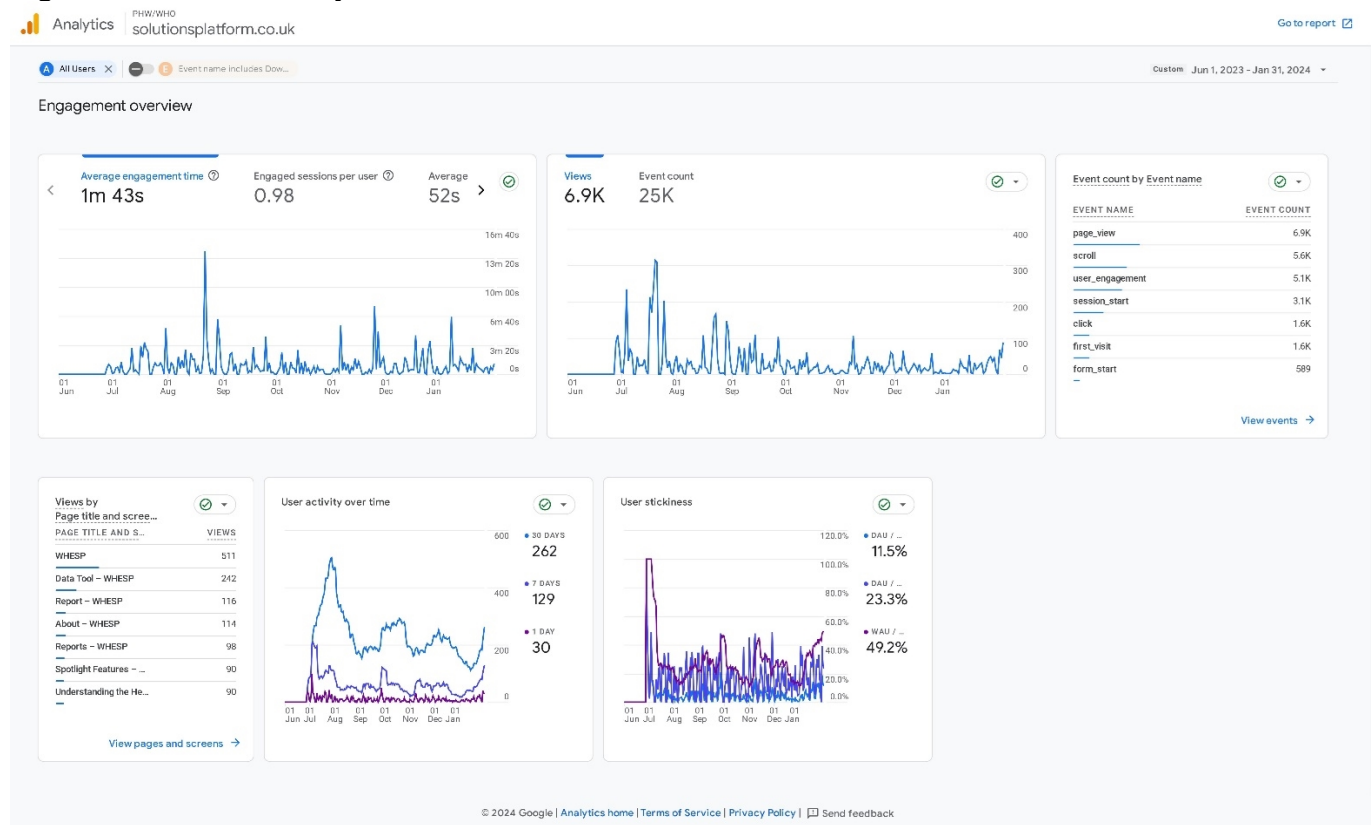 Analytics
PHW/WHO
solutionsplatform.co.uk
Go to report
A All Users
E Event name includes Dow...
Custom Jun 1, 2023 - Jan 31, 2024
Engagement overview
Average engagement time
1m 43s
Engaged sessions per user
0.98
Average
52s
16m 40s
13m 20s
10m 00s
6m 40s
3m 20s
0s
01 Jun
01 Jul
01 Aug
01 Sep
01 Oct
01 Nov
01 Dec
01 Jan
Views
6.9K
Event count
25K
400
300
200
100
0
01 Jun
01 Jul
01 Aug
01 Sep
01 Oct
01 Nov
01 Dec
01 Jan
Event count by Event name
EVENT NAME EVENT COUNT
page_view 6.9K
scroll 5.6K
user_engagement 5.1K
session_start 3.1K
click 1.6K
first_visit 1.6K
form_start 589
View events
Views by
Page title and scree...
PAGE TITLE AND S... VIEWS
WHESP 511
Data Tool – WHESP 242
Report – WHESP 116
About – WHESP 114
Reports – WHESP 98
Spotlight Features – ... 90
Understanding the He... 90
View pages and screens
User activity over time
600
400
200
0
01 Jun
01 Jul
01 Aug
01 Sep
01 Oct
01 Nov
01 Dec
01 Jan
30 DAYS
262
7 DAYS
129
1 DAY
30
User stickiness
120.0%
100.0%
80.0%
60.0%
40.0%
20.0%
0.0%
01 Jun
01 Jul
01 Aug
01 Sep
01 Oct
01 Nov
01 Dec
01 Jan
DAU / ...
11.5%
DAU / ...
23.3%
WAU / ...
49.2%
© 2024 Google | Analytics home | Terms of Service | Privacy Policy | Send feedback